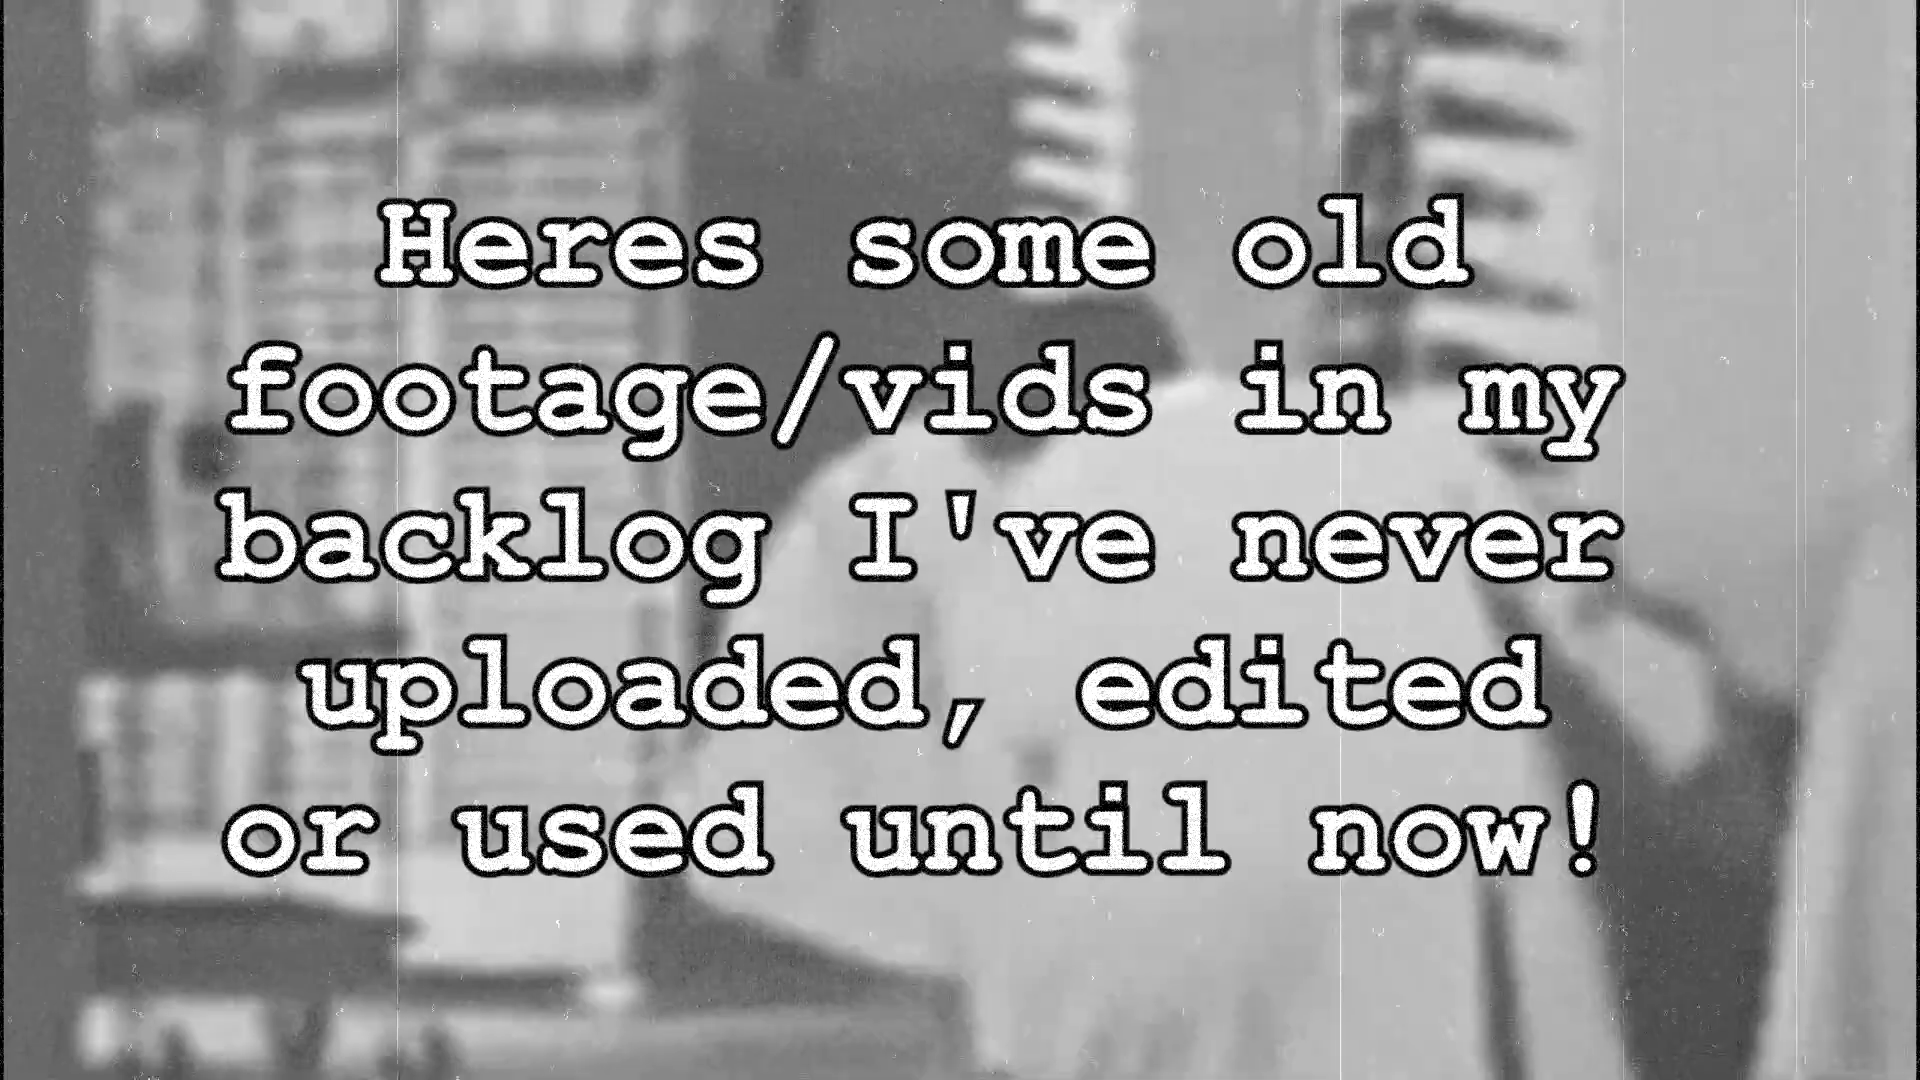 Heres some old
footage/vids in my
backlog I've never
uploaded, edited
or used until now!